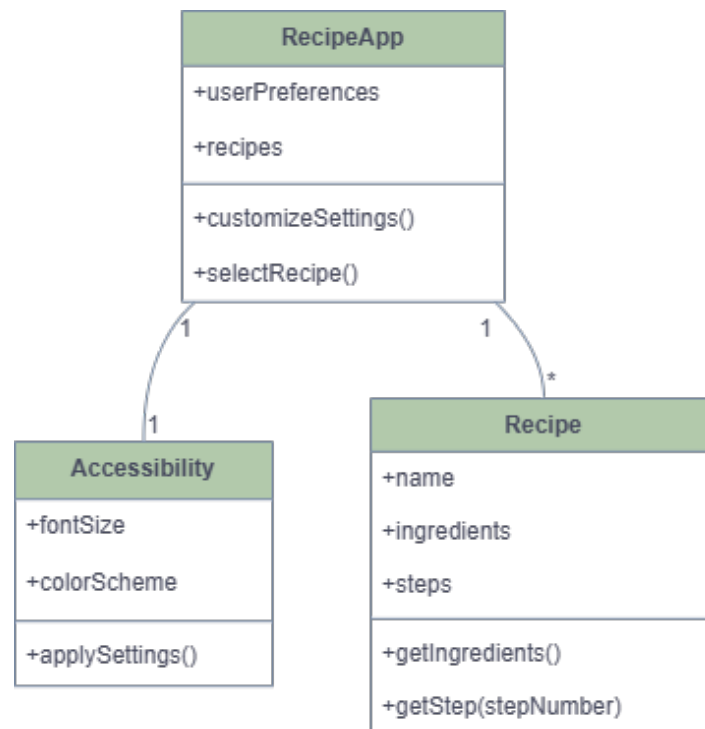 RecipeApp
+userPreferences
+recipes
+customizeSettings()
+selectRecipe()
1
1
1
*
Accessibility
+fontSize
+colorScheme
+applySettings()
Recipe
+name
+ingredients
+steps
+getIngredients()
+getStep(stepNumber)